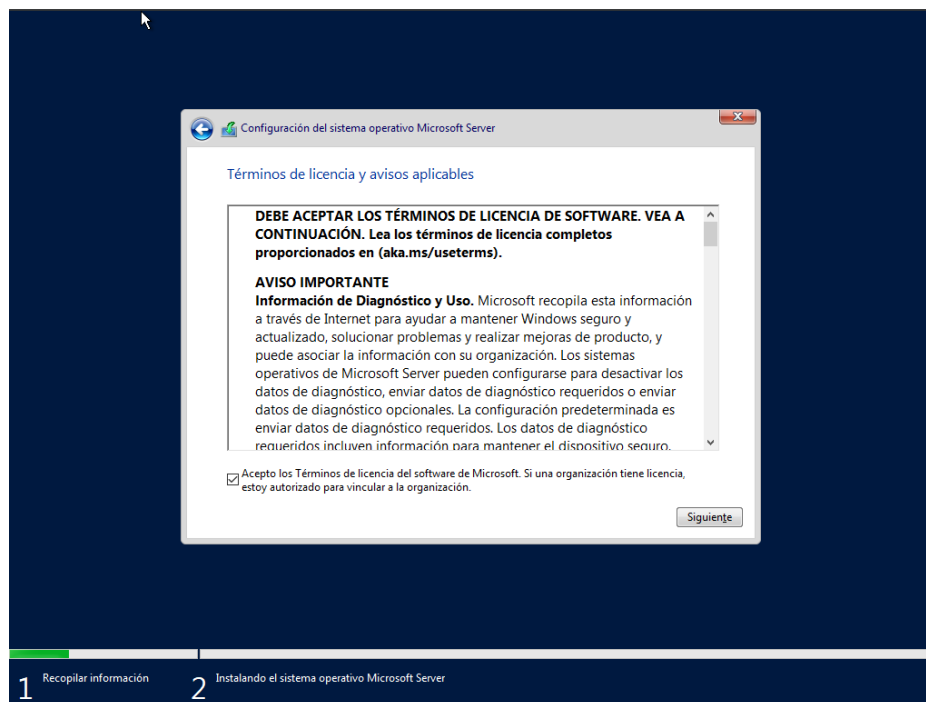 Configuración del sistema operativo Microsoft Server
Términos de licencia y avisos aplicables
DEBE ACEPTAR LOS TÉRMINOS DE LICENCIA DE SOFTWARE. VEA A
CONTINUACIÓN. Lea los términos de licencia completos
proporcionados en (aka.ms/useterms).
AVISO IMPORTANTE
Información de Diagnóstico y Uso. Microsoft recopila esta información
a través de Internet para ayudar a mantener Windows seguro y
actualizado, solucionar problemas y realizar mejoras de producto, y
puede asociar la información con su organización. Los sistemas
operativos de Microsoft Server pueden configurarse para desactivar los
datos de diagnóstico, enviar datos de diagnóstico requeridos o enviar
datos de diagnóstico opcionales. La configuración predeterminada es
enviar datos de diagnóstico requeridos. Los datos de diagnóstico
requeridos incluyen información para mantener el dispositivo seguro,
Acepto los Términos de licencia del software de Microsoft. Si una organización tiene licencia,
estoy autorizado para vincular a la organización.
Siguiente
1 Recopilar información
2 Instalando el sistema operativo Microsoft Server